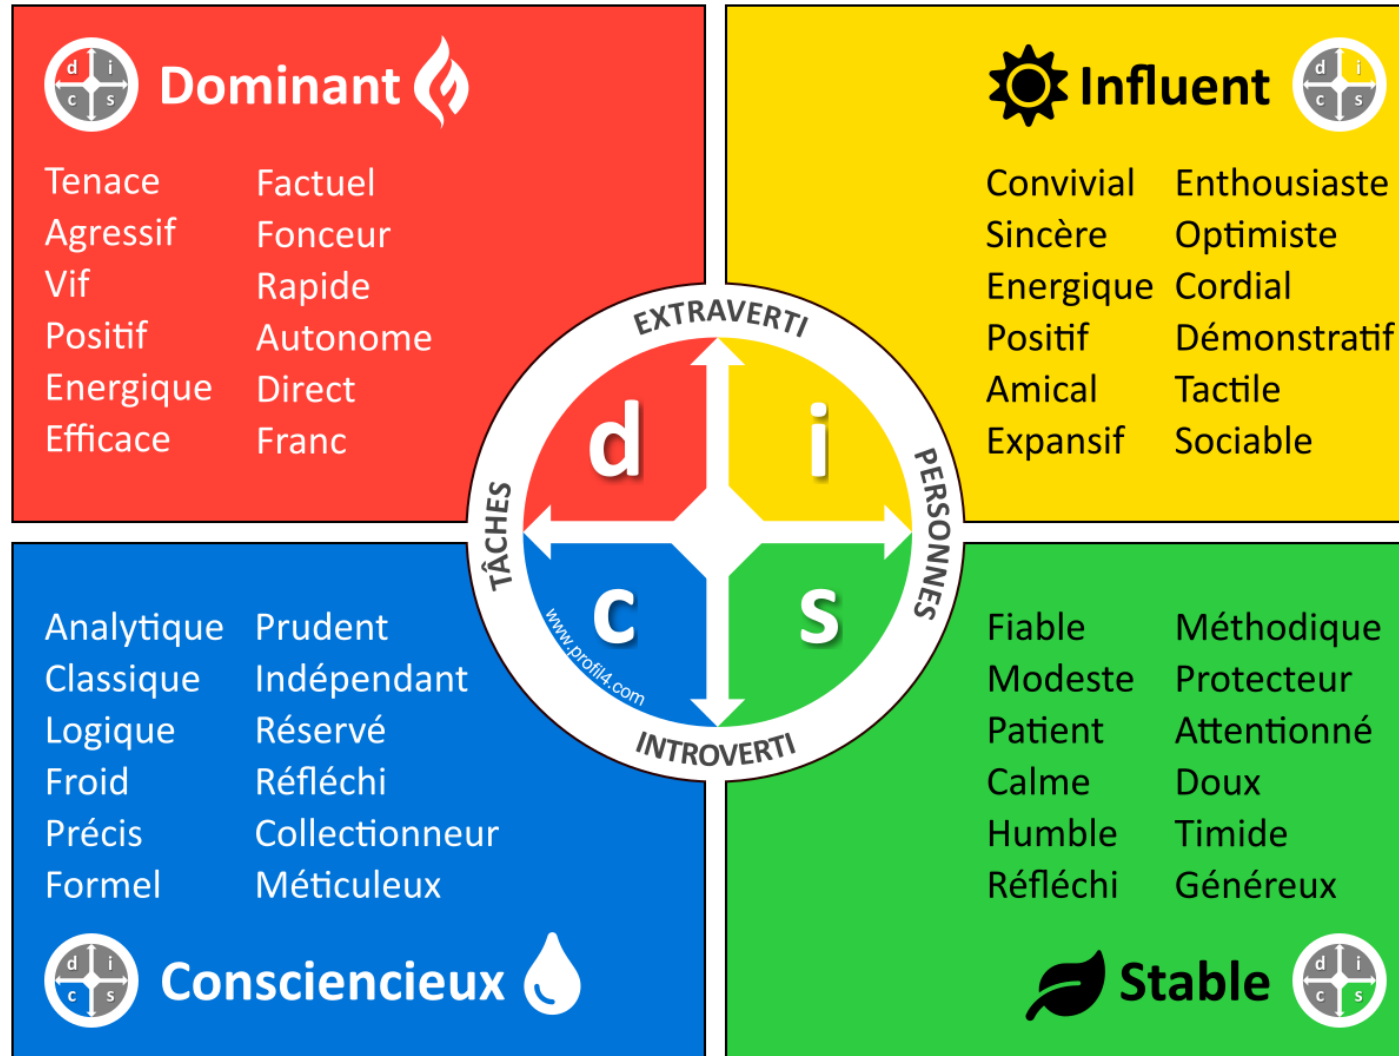 d i
c s
Dominant
Tenace Factuel
Agressif Fonceur
Vif Rapide
Positif Autonome
Energique Direct
Efficace Franc
Influent
d i
c s
Convivial Enthousiaste
Sincère Optimiste
Energique Cordial
Positif Démonstratif
Amical Tactile
Expansif Sociable
EXTRAVERTI
TÂCHES
PERSONNES
INTROVERTI
d i
c s
www.profil4.com
Analytique Prudent
Classique Indépendant
Logique Réservé
Froid Réfléchi
Précis Collectionneur
Formel Méticuleux
d i
c s
Consciencieux
Fiable Méthodique
Modeste Protecteur
Patient Attentionné
Calme Doux
Humble Timide
Réfléchi Généreux
Stable
d i
c s